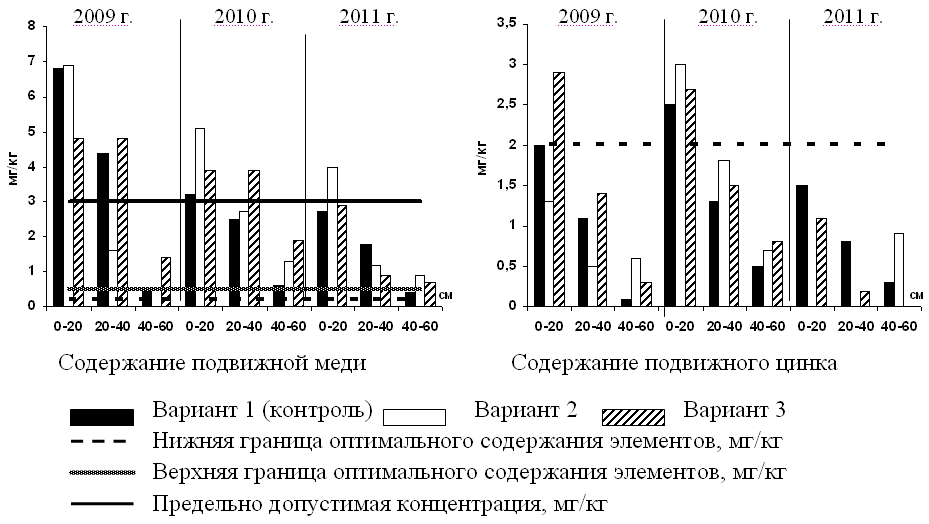 2009 г. 2010 г. 2011 г.
мг/кг
8
7
6
5
4
3
2
1
0
см
0-20 20-40 40-60 0-20 20-40 40-60 0-20 20-40 40-60
Содержание подвижной меди
2009 г. 2010 г. 2011 г.
мг/кг
3,5
3
2,5
2
1,5
1
0,5
0
см
0-20 20-40 40-60 0-20 20-40 40-60 0-20 20-40 40-60
Содержание подвижного цинка
Вариант 1 (контроль) Вариант 2 Вариант 3
Нижняя граница оптимального содержания элементов, мг/кг
Верхняя граница оптимального содержания элементов, мг/кг
Предельно допустимая концентрация, мг/кг